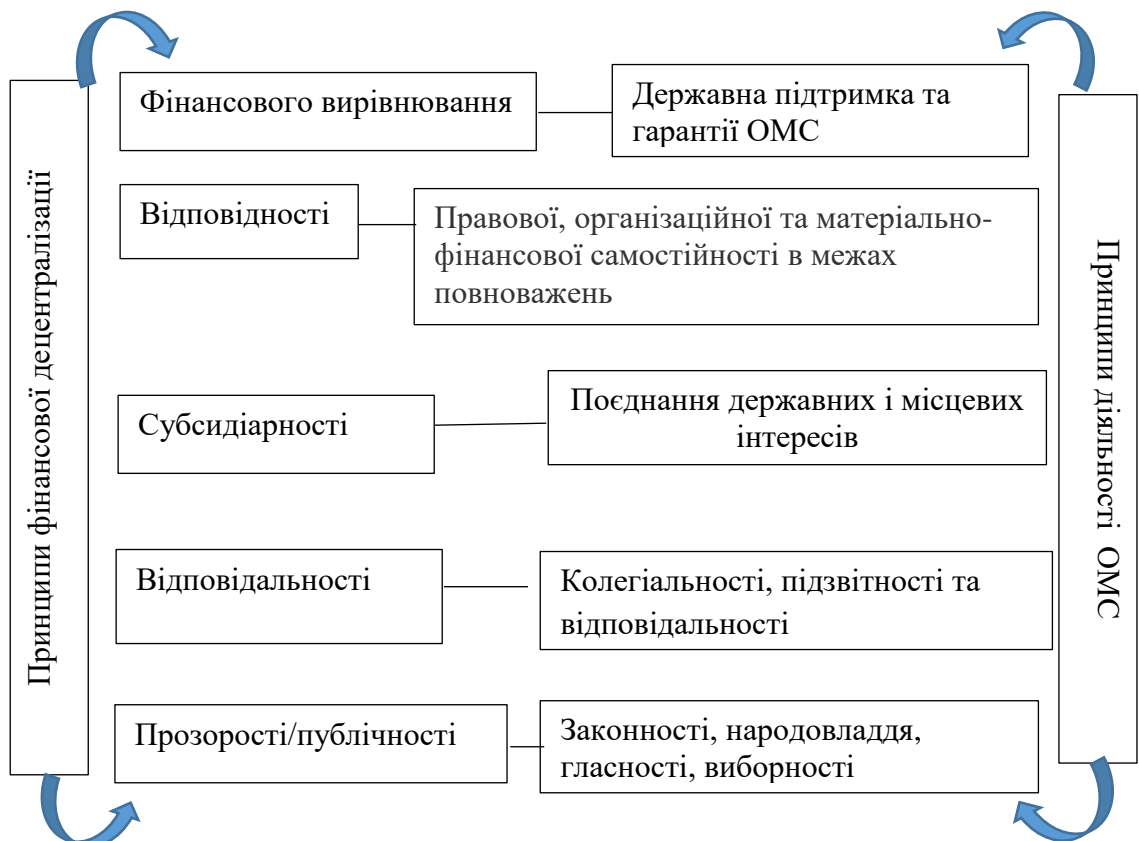 Принципи фінансової децентралізації
Фінансового вирівнювання
Державна підтримка та
гарантії ОМС
Відповідності
Правової, організаційної та матеріально-
фінансової самостійності в межах
повноважень
Субсидіарності
Поєднання державних і місцевих
інтересів
Відповідальності
Колегіальності, підзвітності та
відповідальності
Прозорості/публічності
Законності, народовладдя,
гласності, виборності
Принципи діяльності ОМС